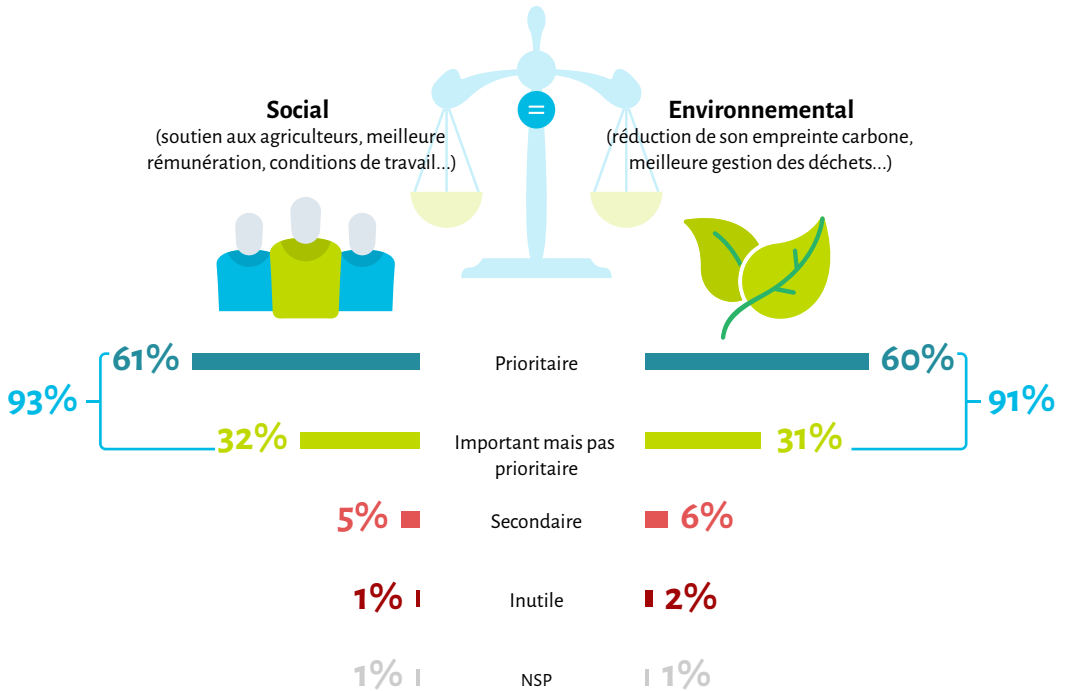 =
Social
(soutien aux agriculteurs, meilleure
rémunération, conditions de travail...)
Environnemental
(réduction de son empreinte carbone,
meilleure gestion des déchets...)
61% Prioritaire 60%
93% 91%
32% Important mais pas 31%
prioritaire
5% Secondaire 6%
1% Inutile 2%
1% NSP 1%